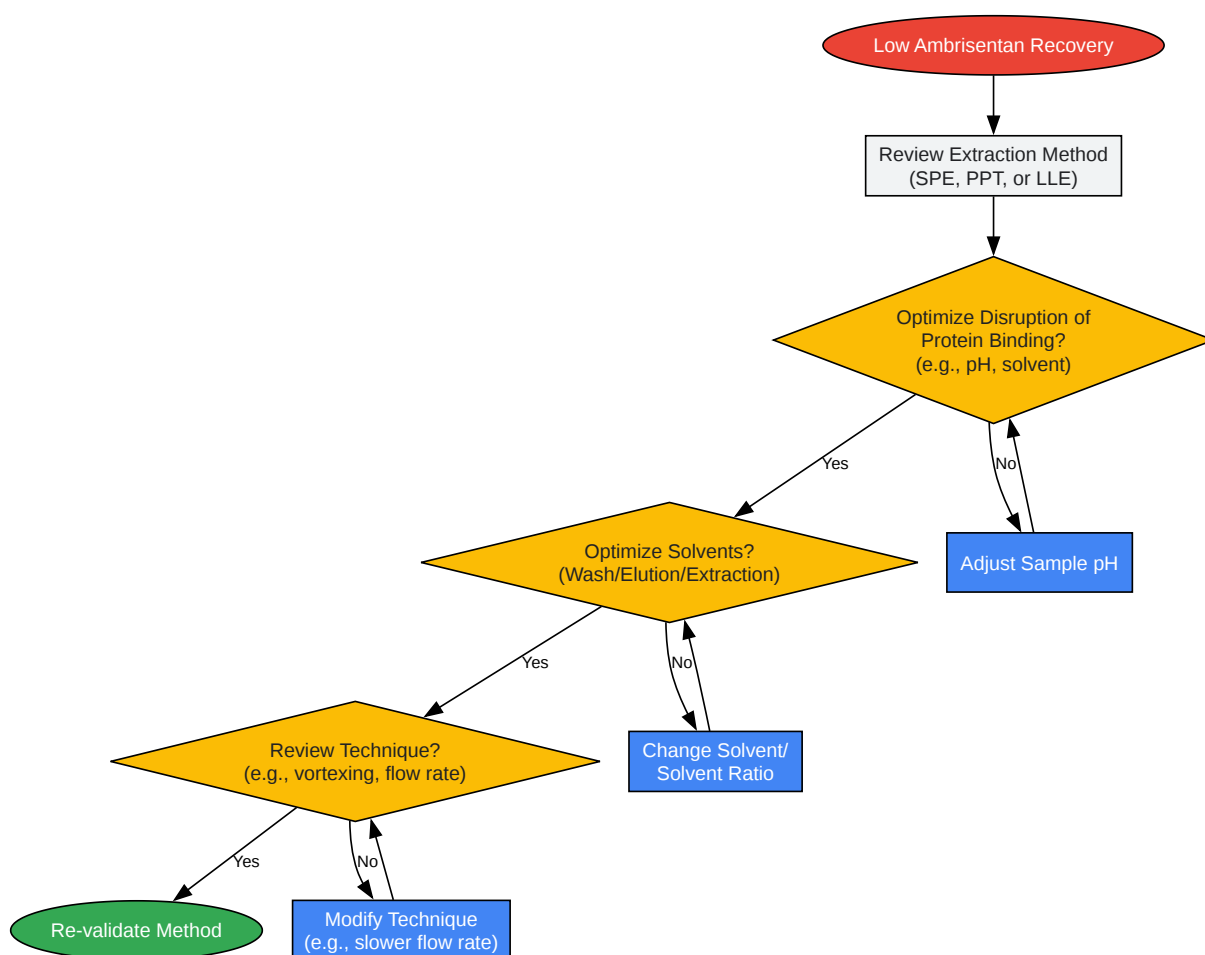 Low Ambrisentan Recovery
Review Extraction Method
(SPE, PPT, or LLE)
Optimize Disruption of
Protein Binding?
(e.g., pH, solvent)
Yes
No
Optimize Solvents?
(Wash/Elution/Extraction)
Adjust Sample pH
Yes
No
Review Technique?
(e.g., vortexing, flow rate)
Change Solvent/
Solvent Ratio
Yes
No
Re-validate Method
Modify Technique
(e.g., slower flow rate)